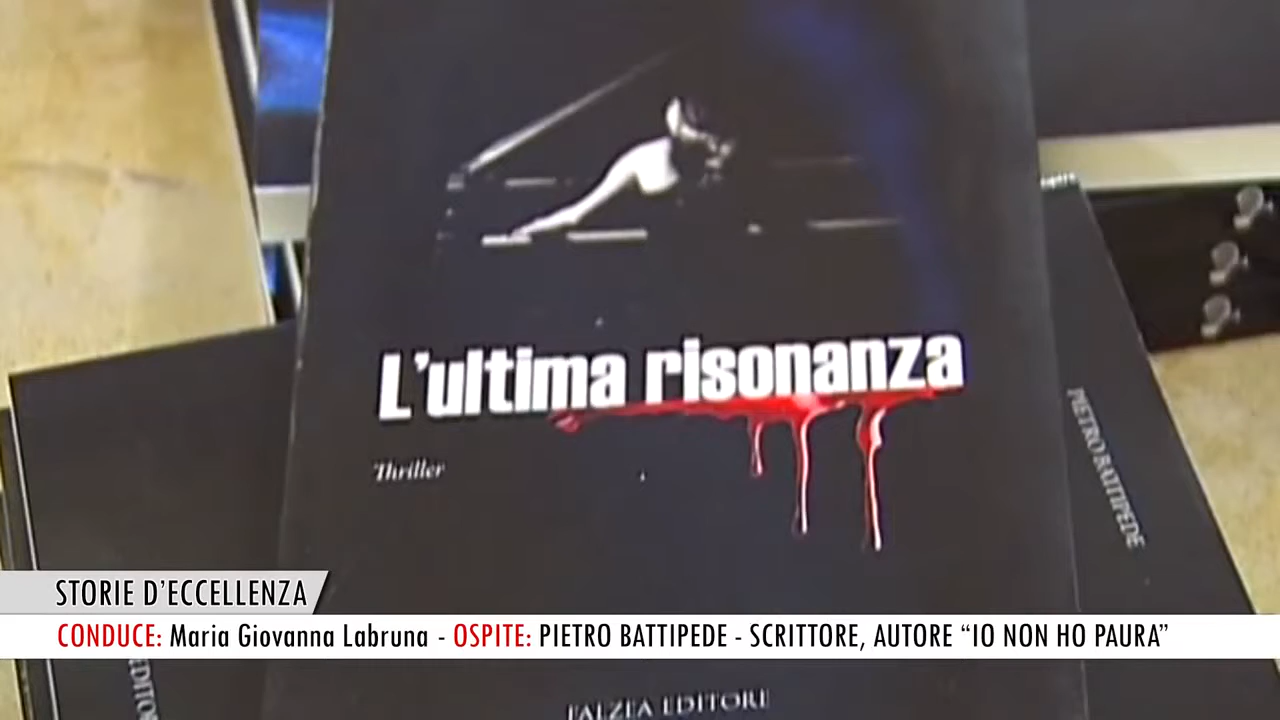 L'ultima risonanza
Thriller
PIETRO BATTIPEDE
STORIE D'ECCELLENZA
CONDUCE: Maria Giovanna Labruna - OSPITE: PIETRO BATTIPEDE - SCRITTORE, AUTORE “IO NON HO PAURA”
FALZEA EDITORE